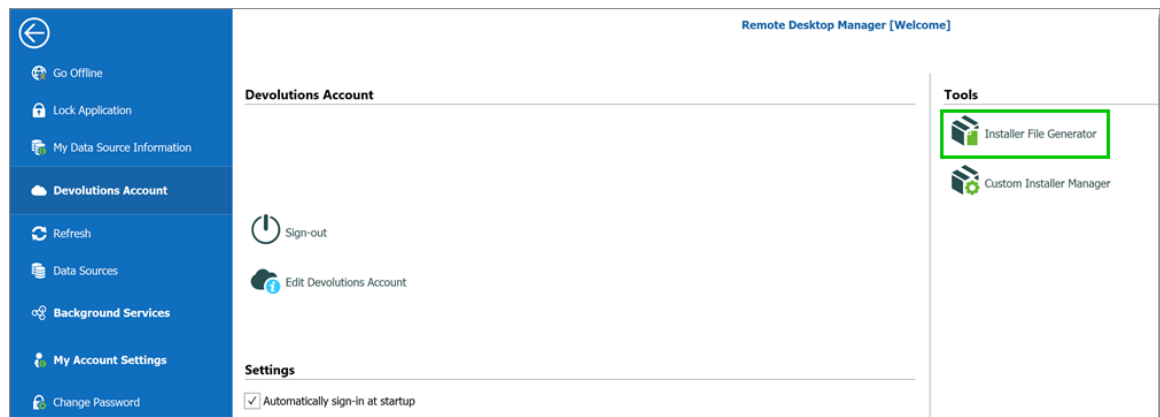 Remote Desktop Manager [Welcome]
Go Offline
Lock Application
My Data Source Information
Devolutions Account
Refresh
Data Sources
Background Services
My Account Settings
Change Password
Devolutions Account
Sign-out
Edit Devolutions Account
Settings
Automatically sign-in at startup
Tools
Installer File Generator
Custom Installer Manager